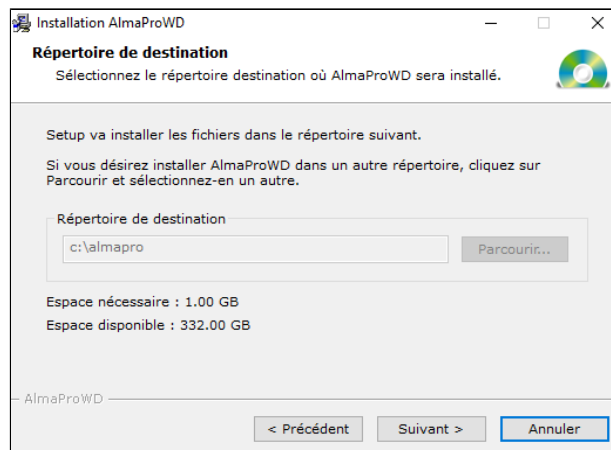 Installation AlmaProWD
Répertoire de destination
Sélectionnez le répertoire destination où AlmaProWD sera installé.
Setup va installer les fichiers dans le répertoire suivant.
Si vous désirez installer AlmaProWD dans un autre répertoire, cliquez sur
Parcourir et sélectionnez-en un autre.
Répertoire de destination
c:\almapro
Parcourir...
Espace nécessaire : 1.00 GB
Espace disponible : 332.00 GB
AlmaProWD
< Précédent
Suivant >
Annuler